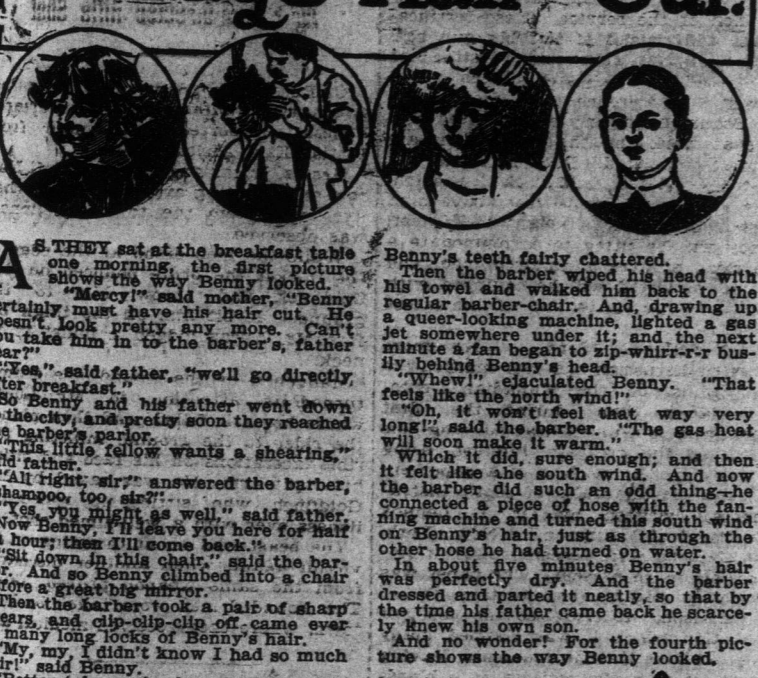 Hair Cut.
AS THEY sat at the breakfast table
one morning, the first picture
shows the way Benny looked.
"Mercy!" said mother, "Benny
ertainly must have his hair cut. He
oesn't look pretty any more. Can't
ou take him in to the barber's, father
ear?"
"Yes," said father, "we'll go directly
fter breakfast."
So Benny and his father went down
the city, and pretty soon they reached
e barber's parlor.
"This little fellow wants a shearing,"
id father.
"All right, sir," answered the barber,
shampoo, too, sir?"
"Yes, you might as well," said father.
Now Benny, I'll leave you here for half
hour; then I'll come back."
"Sit down in this chair," said the bar-
r. And so Benny climbed into a chair
fore a great big mirror.
Then the barber took a pair of sharp
ears, and clip-clip-clip off came ever
many long locks of Benny's hair.
"My, my, I didn't know I had so much
ir!" said Benny.
Benny's teeth fairly chattered.
Then the barber wiped his head with
his towel and walked him back to the
regular barber-chair. And, drawing up
a queer-looking machine, lighted a gas
jet somewhere under it; and the next
minute a fan began to zip-whirr-r-r bus-
ily behind Benny's head.
"Whew!" ejaculated Benny. "That
feels like the north wind!"
"Oh, it won't feel that way very
long!" said the barber. "The gas heat
will soon make it warm."
Which it did, sure enough; and then
it felt like the south wind. And now
the barber did such an odd thing—he
connected a piece of hose with the fan-
ning machine and turned this south wind
on Benny's hair, just as through the
other hose he had turned on water.
In about five minutes Benny's hair
was perfectly dry. And the barber
dressed and parted it neatly, so that by
the time his father came back he scarce-
ly knew his own son.
And no wonder! For the fourth pic-
ture shows the way Benny looked.